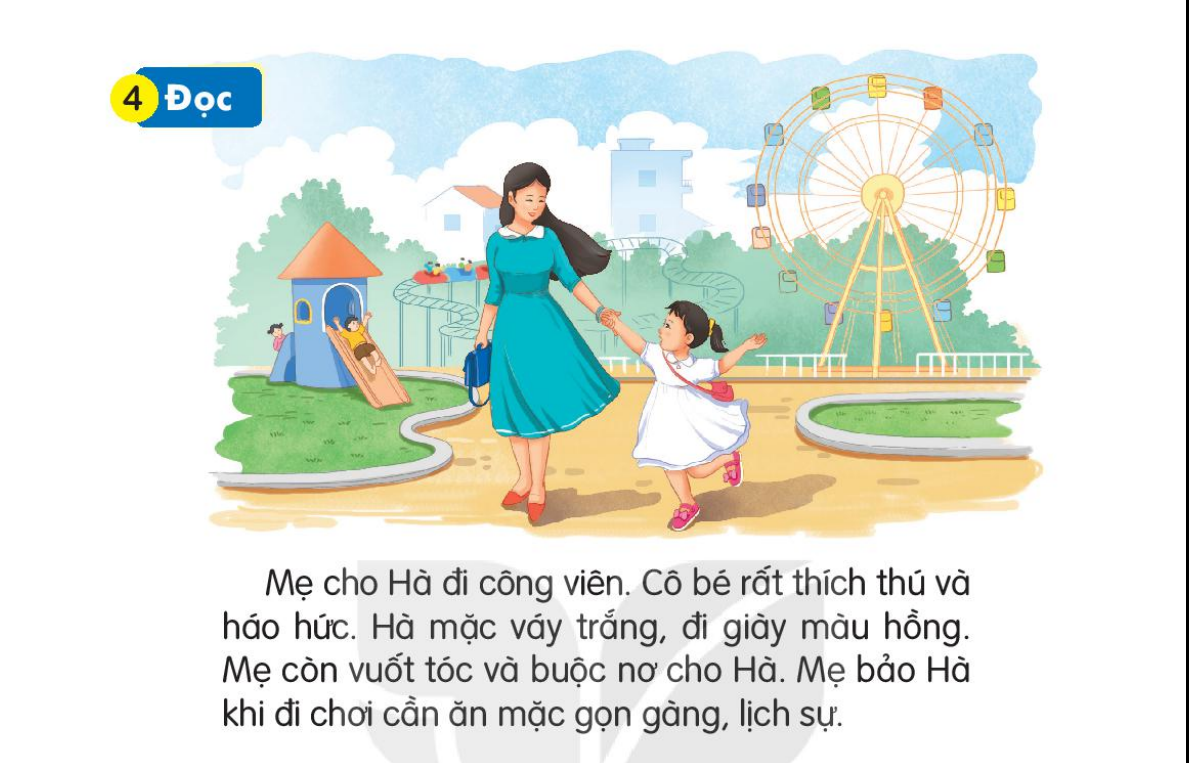 4 Đọc
Mẹ cho Hà đi công viên. Cô bé rất thích thú và
háo hức. Hà mặc váy trắng, đi giày màu hồng.
Mẹ còn vuốt tóc và buộc nơ cho Hà. Mẹ bảo Hà
khi đi chơi cần ăn mặc gọn gàng, lịch sự.